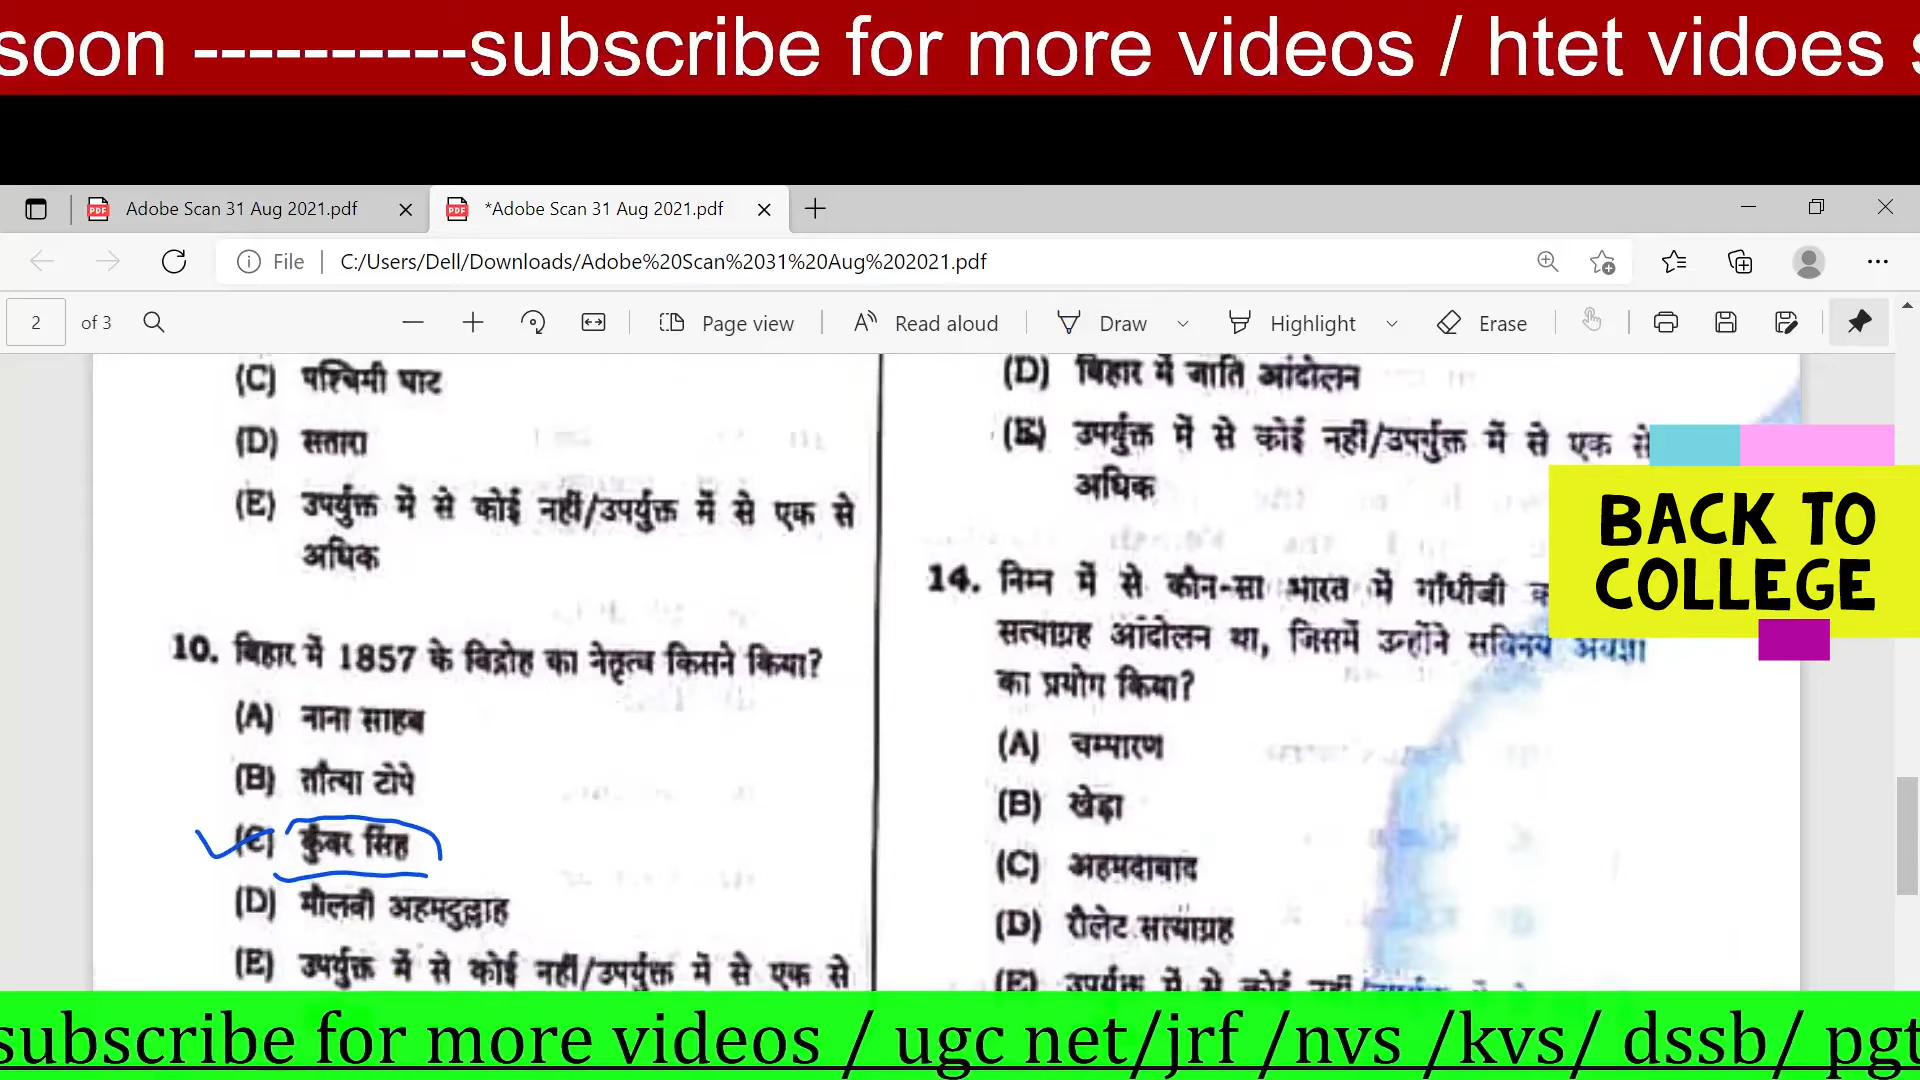 soon ----------subscribe for more videos / htet vidoes s
Adobe Scan 31 Aug 2021.pdf
*Adobe Scan 31 Aug 2021.pdf
File
C:/Users/Dell/Downloads/Adobe%20Scan%2031%20Aug%202021.pdf
2 of 3
Page view
Read aloud
Draw
Highlight
Erase
(C) पश्चिमी घाट
(D) सतारा
(E) उपर्युक्त में से कोई नहीं/उपर्युक्त में से एक से
अधिक
10. बिहार में 1857 के विद्रोह का नेतृत्व किसने किया?
(A) नाना साहब
(B) ताँत्या टोपे
(C) कुँवर सिंह
(D) मौलवी अहमदुल्लाह
(E) उपर्युक्त में से कोई नहीं/उपर्युक्त में से एक से
(D) बिहार में जाति आंदोलन
(E) उपर्युक्त में से कोई नहीं/उपर्युक्त में से एक से
अधिक
14. निम्न में से कौन-सा भारत में गाँधीजी
सत्याग्रह आंदोलन था, जिसमें उन्होंने सविनय अवज्ञा
का प्रयोग किया?
(A) चम्पारण
(B) खेड़ा
(C) अहमदाबाद
(D) रौलेट सत्याग्रह
(E) उपर्युक्त में से कोई नहीं/उपर्युक्त में से
BACK TO
COLLEGE
subscribe for more videos / ugc net/jrf /nvs /kvs/ dssb/ pgt